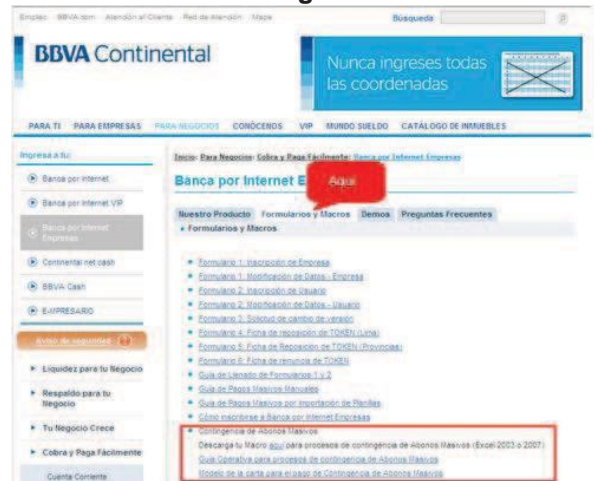 Empleo BBVA.com Atención al Cliente Red de Atención Mapa
Búsqueda
BBVA Continental
Nunca ingreses todas
las coordenadas
PARA TI PARA EMPRESAS PARA NEGOCIOS CONÓCENOS VIP MUNDO SUELDO CATÁLOGO DE INMUEBLES
Ingresa a tu:
Banca por Internet
Banca por Internet VIP
Banca por Internet
Empresas
Continental net cash
BBVA Cash
E-MPRESARIO
Aviso de seguridad
Liquidez para tu Negocio
Respaldo para tu
Negocio
Tu Negocio Crece
Cobra y Paga Fácilmente
Cuenta Corriente
Inicio: Para Negocios: Cobra y Paga Fácilmente: Banca por Internet Empresas
Banca por Internet E
Aquí
Nuestro Producto Formularios y Macros Demos Preguntas Frecuentes
Formularios y Macros
Formulario 1: Inscripción de Empresa
Formulario 1: Modificación de Datos - Empresa
Formulario 2: Inscripción de Usuario
Formulario 2: Modificación de Datos - Usuario
Formulario 3: Solicitud de cambio de versión
Formulario 4: Ficha de reposición de TOKEN (Lima)
Formulario 5: Ficha de Reposición de TOKEN (Provincias)
Formulario 6: Ficha de renuncia de TOKEN
Guía de Llenado de Formularios 1 y 2
Guía de Pagos Masivos Manuales
Guía de Pagos Masivos por Importación de Planillas
Cómo inscribirse a Banca por Internet Empresas
Contingencia de Abonos Masivos
Descarga tu Macro aquí para procesos de contingencia de Abonos Masivos (Excel 2003 o 2007)
Guía Operativa para procesos de contingencia de Abonos Masivos
Modelo de la carta para el pago de Contingencia de Abonos Masivos